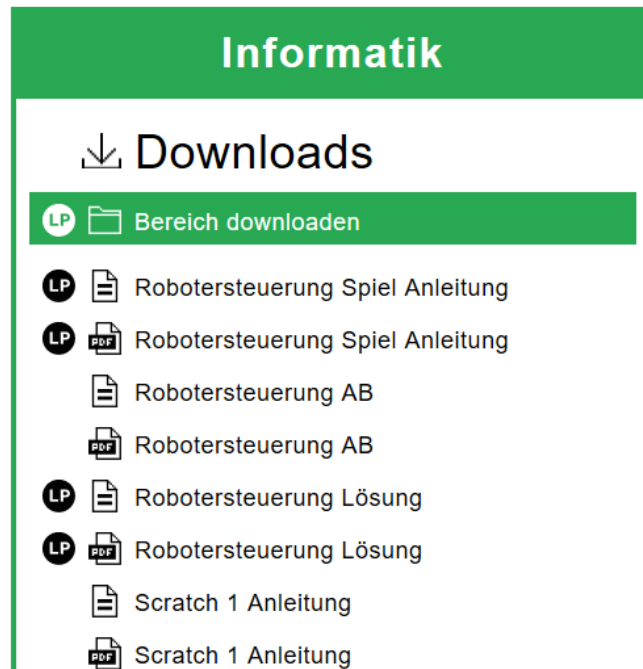 Informatik
Downloads
LP Bereich downloaden
LP Robotersteuerung Spiel Anleitung
LP PDF Robotersteuerung Spiel Anleitung
Robotersteuerung AB
PDF Robotersteuerung AB
LP Robotersteuerung Lösung
LP PDF Robotersteuerung Lösung
Scratch 1 Anleitung
PDF Scratch 1 Anleitung